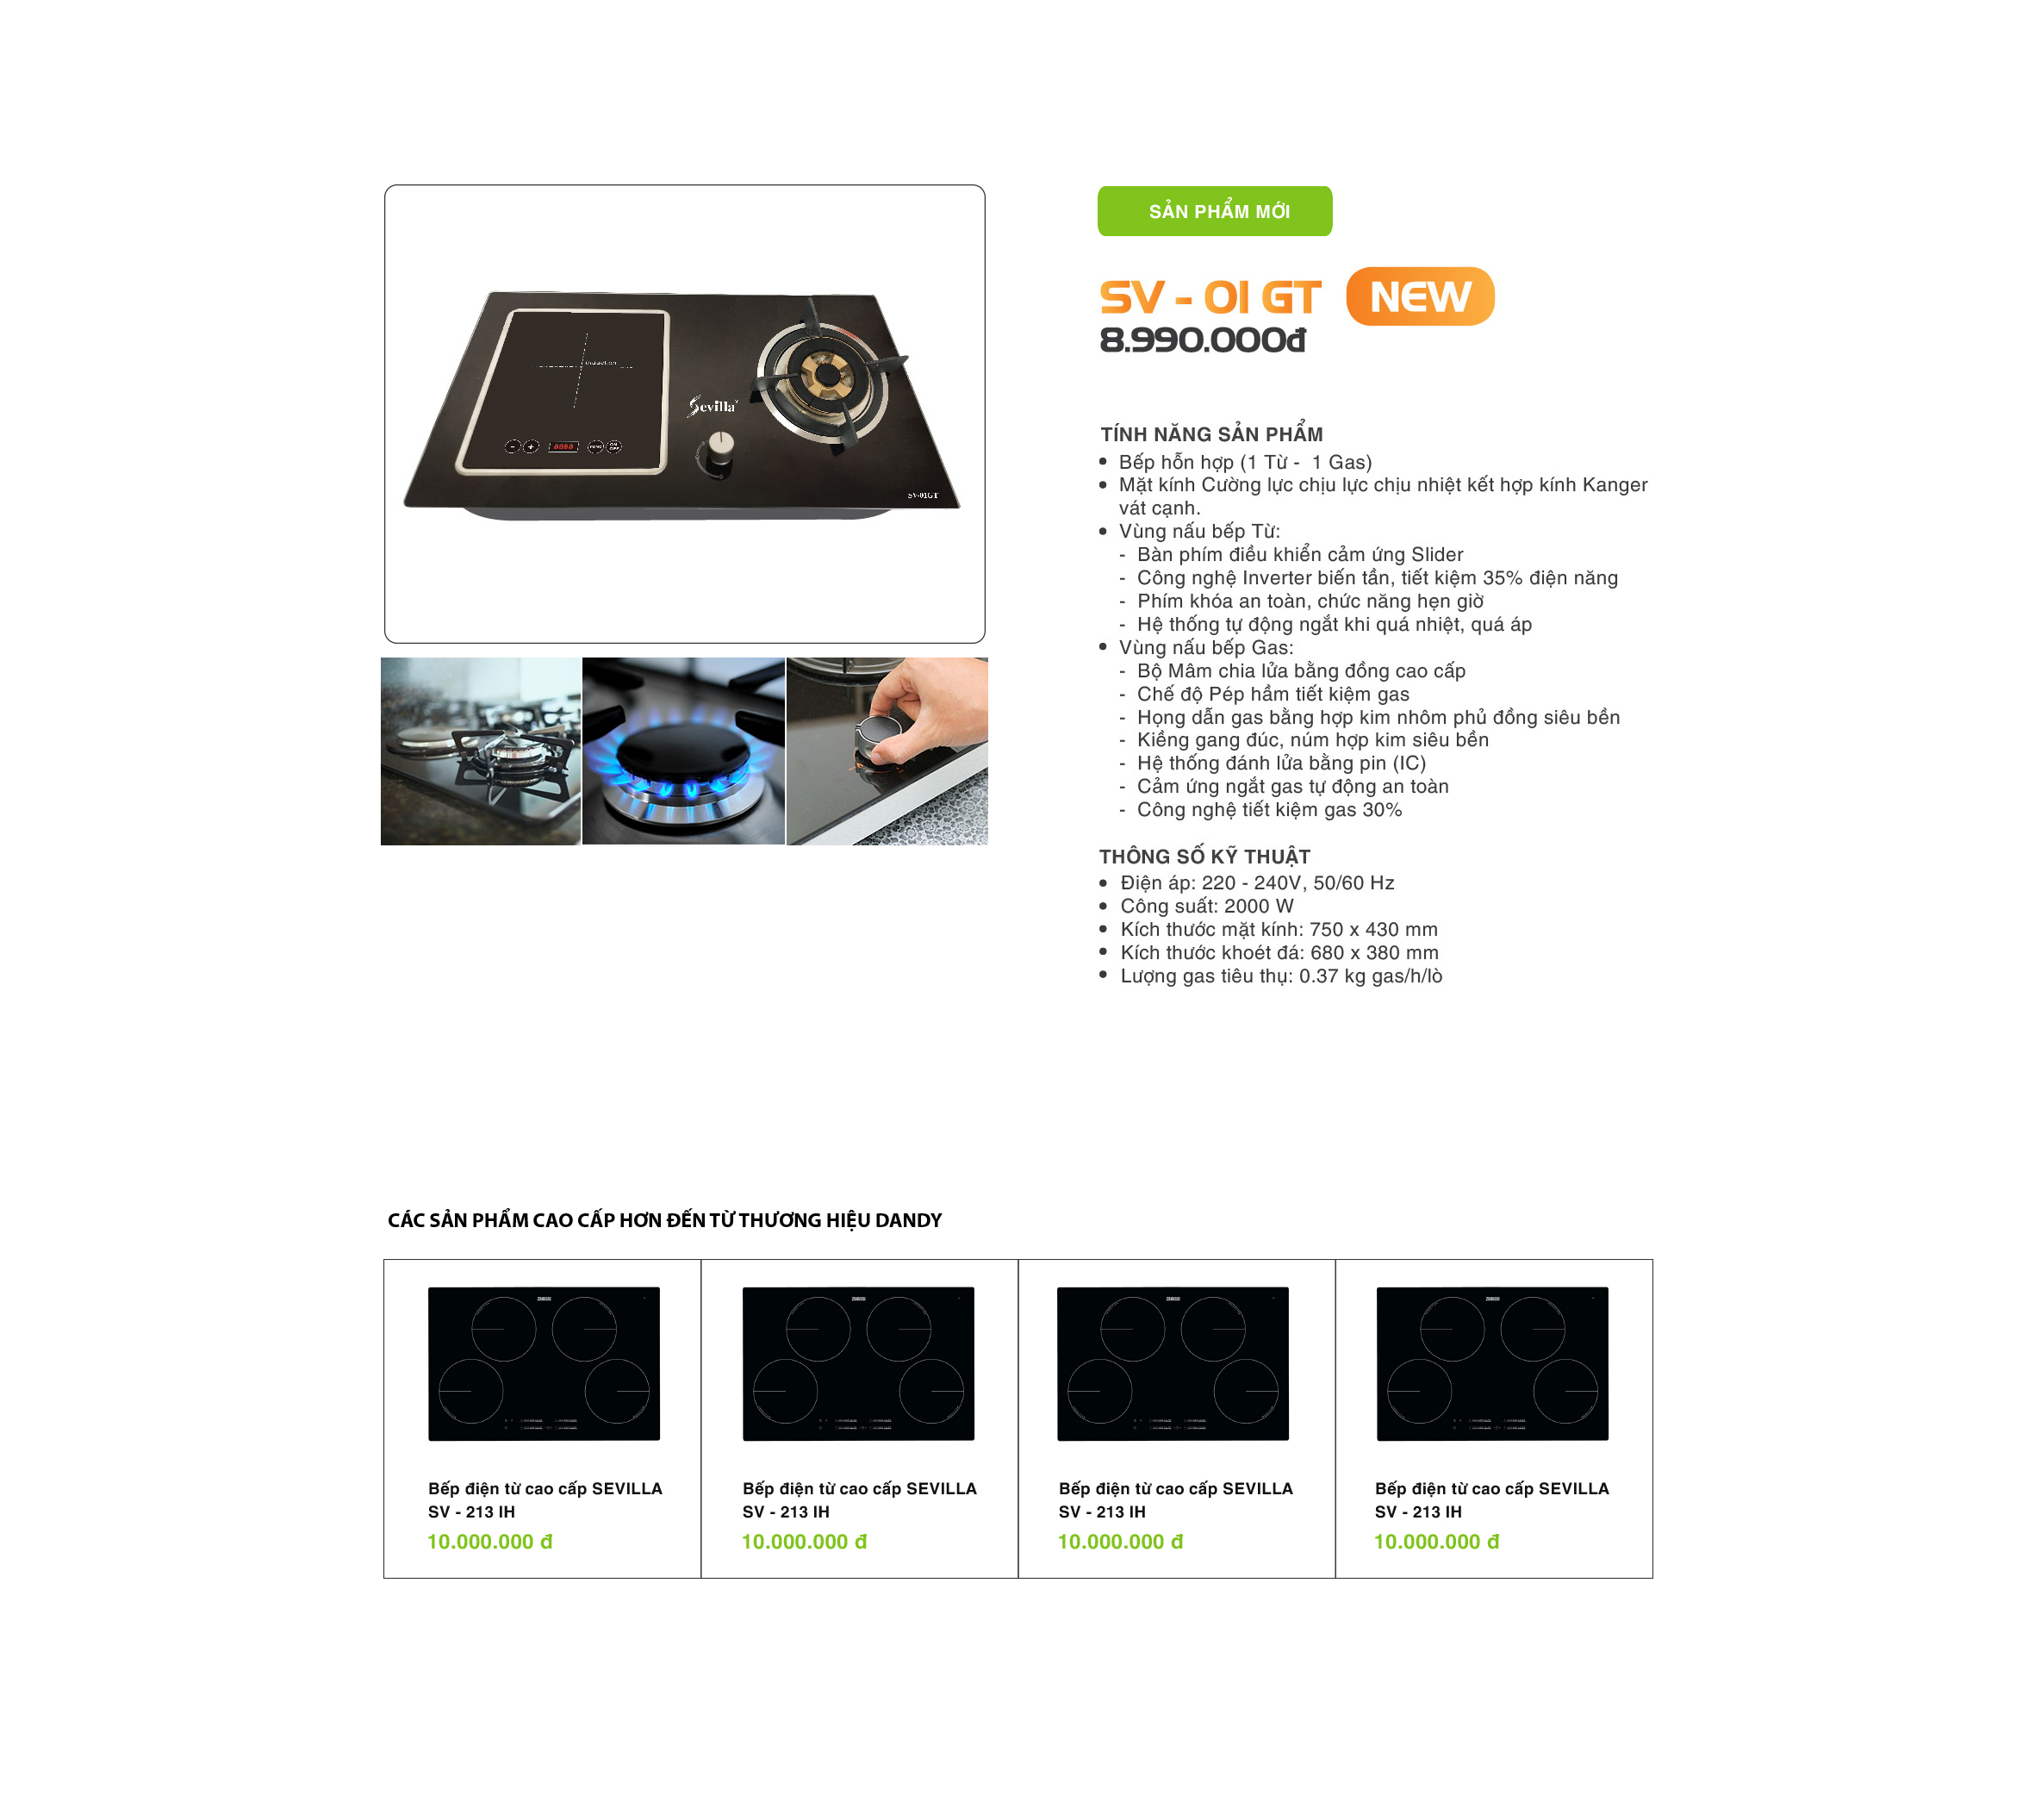 SẢN PHẨM MỚI
SV - 01 GT NEW
8.990.000đ
Induction
Sevilla
SV-01GT
TÍNH NĂNG SẢN PHẨM
• Bếp hỗn hợp (1 Từ - 1 Gas)
• Mặt kính Cường lực chịu lực chịu nhiệt kết hợp kính Kanger
vát cạnh.
• Vùng nấu bếp Từ:
- Bàn phím điều khiển cảm ứng Slider
- Công nghệ Inverter biến tần, tiết kiệm 35% điện năng
- Phím khóa an toàn, chức năng hẹn giờ
- Hệ thống tự động ngắt khi quá nhiệt, quá áp
• Vùng nấu bếp Gas:
- Bộ Mâm chia lửa bằng đồng cao cấp
- Chế độ Pép hầm tiết kiệm gas
- Họng dẫn gas bằng hợp kim nhôm phủ đồng siêu bền
- Kiềng gang đúc, núm hợp kim siêu bền
- Hệ thống đánh lửa bằng pin (IC)
- Cảm ứng ngắt gas tự động an toàn
- Công nghệ tiết kiệm gas 30%
THÔNG SỐ KỸ THUẬT
• Điện áp: 220 - 240V, 50/60 Hz
• Công suất: 2000 W
• Kích thước mặt kính: 750 x 430 mm
• Kích thước khoét đá: 680 x 380 mm
• Lượng gas tiêu thụ: 0.37 kg gas/h/lò
CÁC SẢN PHẨM CAO CẤP HƠN ĐẾN TỪ THƯƠNG HIỆU DANDY
Bếp điện từ cao cấp SEVILLA
SV - 213 IH
10.000.000 đ
Bếp điện từ cao cấp SEVILLA
SV - 213 IH
10.000.000 đ
Bếp điện từ cao cấp SEVILLA
SV - 213 IH
10.000.000 đ
Bếp điện từ cao cấp SEVILLA
SV - 213 IH
10.000.000 đ